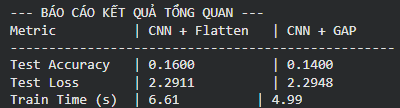 --- BÁO CÁO KẾT QUẢ TỔNG QUAN ---
Metric | CNN + Flatten | CNN + GAP
--------------------------------------------------
Test Accuracy | 0.1600 | 0.1400
Test Loss | 2.2911 | 2.2948
Train Time (s) | 6.61 | 4.99